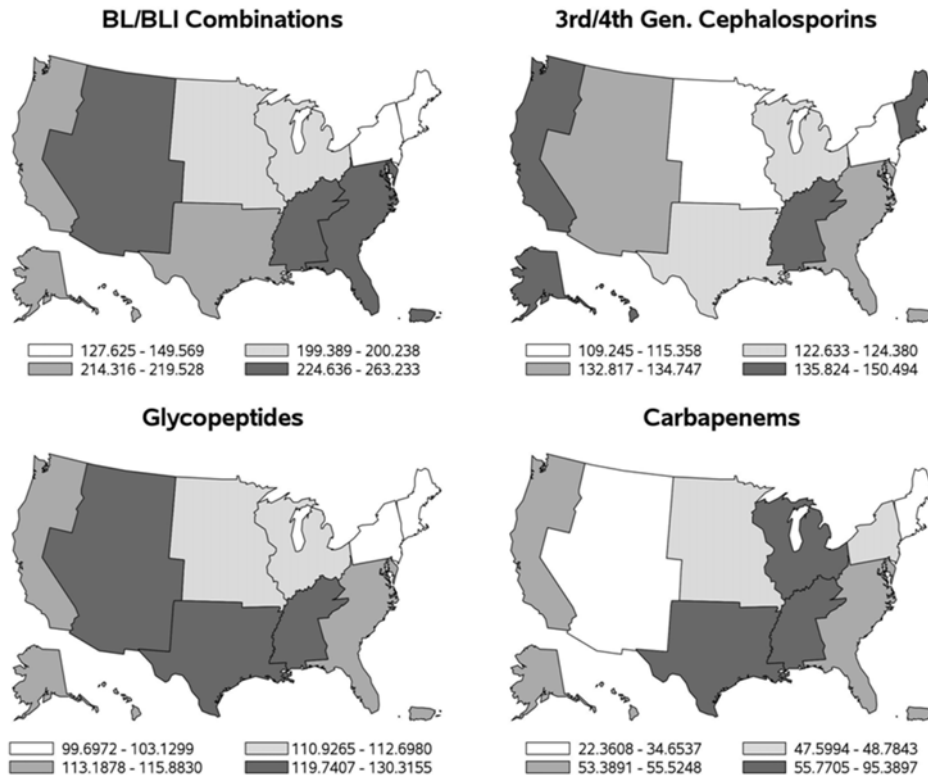 BL/BLI Combinations
3rd/4th Gen. Cephalosporins
127.625 - 149.569
199.389 - 200.238
214.316 - 219.528
224.636 - 263.233
109.245 - 115.358
122.633 - 124.380
132.817 - 134.747
135.824 - 150.494
Glycopeptides
Carbapenems
99.6972 - 103.1299
110.9265 - 112.6980
113.1878 - 115.8830
119.7407 - 130.3155
22.3608 - 34.6537
47.5994 - 48.7843
53.3891 - 55.5248
55.7705 - 95.3897